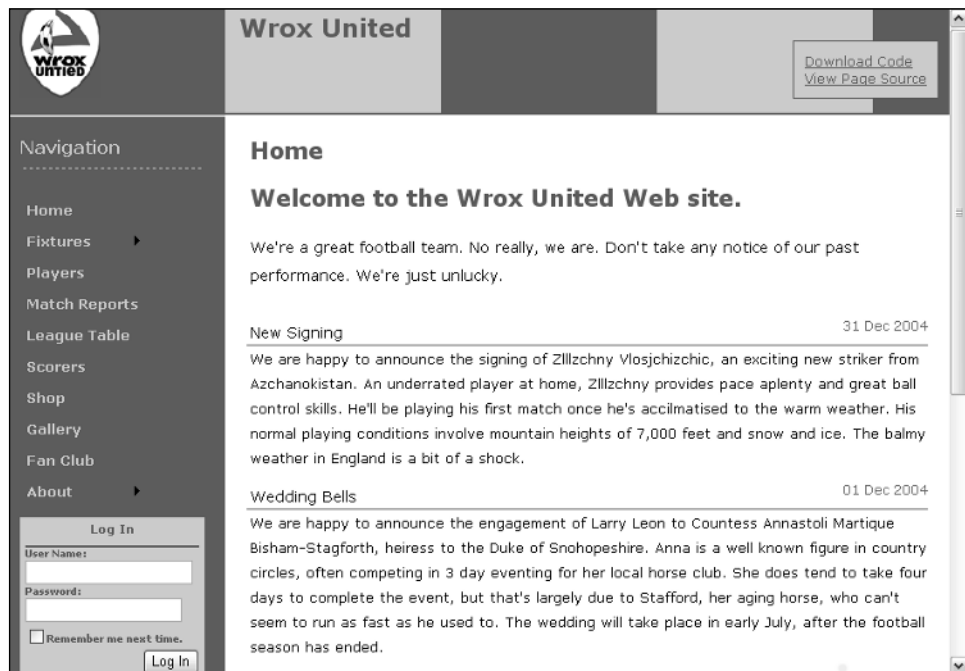 wrox
UNTIED
Wrox United
Download Code
View Page Source
Navigation
Home
Fixtures
Players
Match Reports
League Table
Scorers
Shop
Gallery
Fan Club
About
Log In
User Name:
Password:
Remember me next time.
Log In
Home
Welcome to the Wrox United Web site.
We're a great football team. No really, we are. Don't take any notice of our past
performance. We're just unlucky.
New Signing 31 Dec 2004
We are happy to announce the signing of Zlllzchny Vlosjchizchic, an exciting new striker from
Azchanokistan. An underrated player at home, Zlllzchny provides pace aplenty and great ball
control skills. He'll be playing his first match once he's accilmatised to the warm weather. His
normal playing conditions involve mountain heights of 7,000 feet and snow and ice. The balmy
weather in England is a bit of a shock.
Wedding Bells 01 Dec 2004
We are happy to announce the engagement of Larry Leon to Countess Annastoli Martique
Bisham-Stagforth, heiress to the Duke of Snohopeshire. Anna is a well known figure in country
circles, often competing in 3 day eventing for her local horse club. She does tend to take four
days to complete the event, but that's largely due to Stafford, her aging horse, who can't
seem to run as fast as he used to. The wedding will take place in early July, after the football
season has ended.